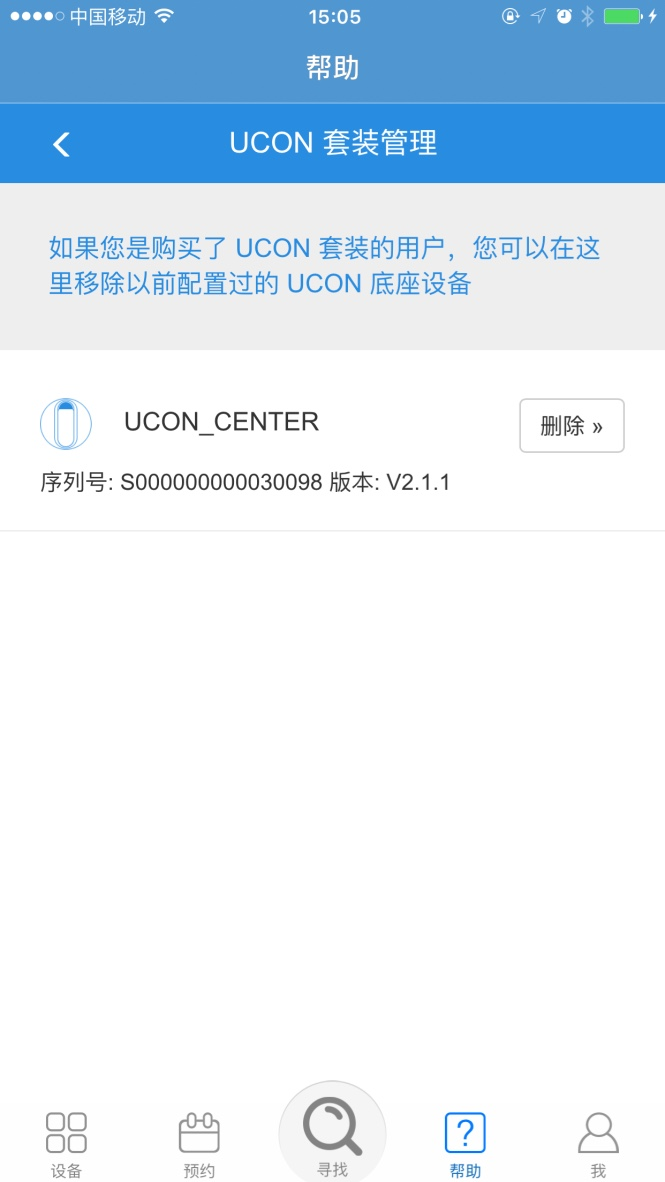 中国移动 15:05
帮助
UCON 套装管理
如果您是购买了 UCON 套装的用户，您可以在这
里移除以前配置过的 UCON 底座设备
UCON_CENTER
删除 »
序列号: S000000000030098 版本: V2.1.1
设备 预约 寻找 帮助 我